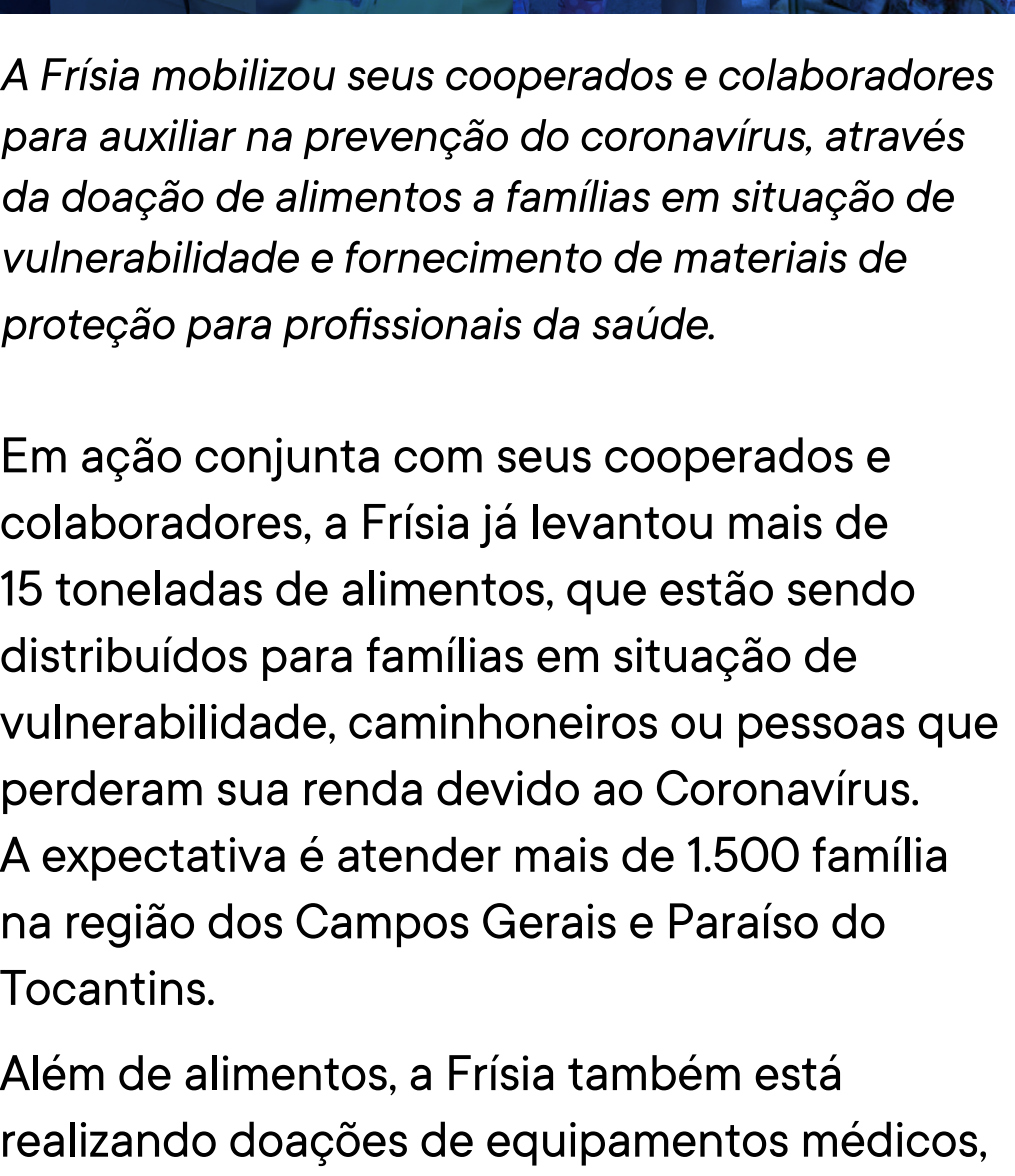 A Frísia mobilizou seus cooperados e colaboradores
para auxiliar na prevenção do coronavírus, através
da doação de alimentos a famílias em situação de
vulnerabilidade e fornecimento de materiais de
proteção para profissionais da saúde.
Em ação conjunta com seus cooperados e
colaboradores, a Frísia já levantou mais de
15 toneladas de alimentos, que estão sendo
distribuídos para famílias em situação de
vulnerabilidade, caminhoneiros ou pessoas que
perderam sua renda devido ao Coronavírus.
A expectativa é atender mais de 1.500 família
na região dos Campos Gerais e Paraíso do
Tocantins.
Além de alimentos, a Frísia também está
realizando doações de equipamentos médicos,